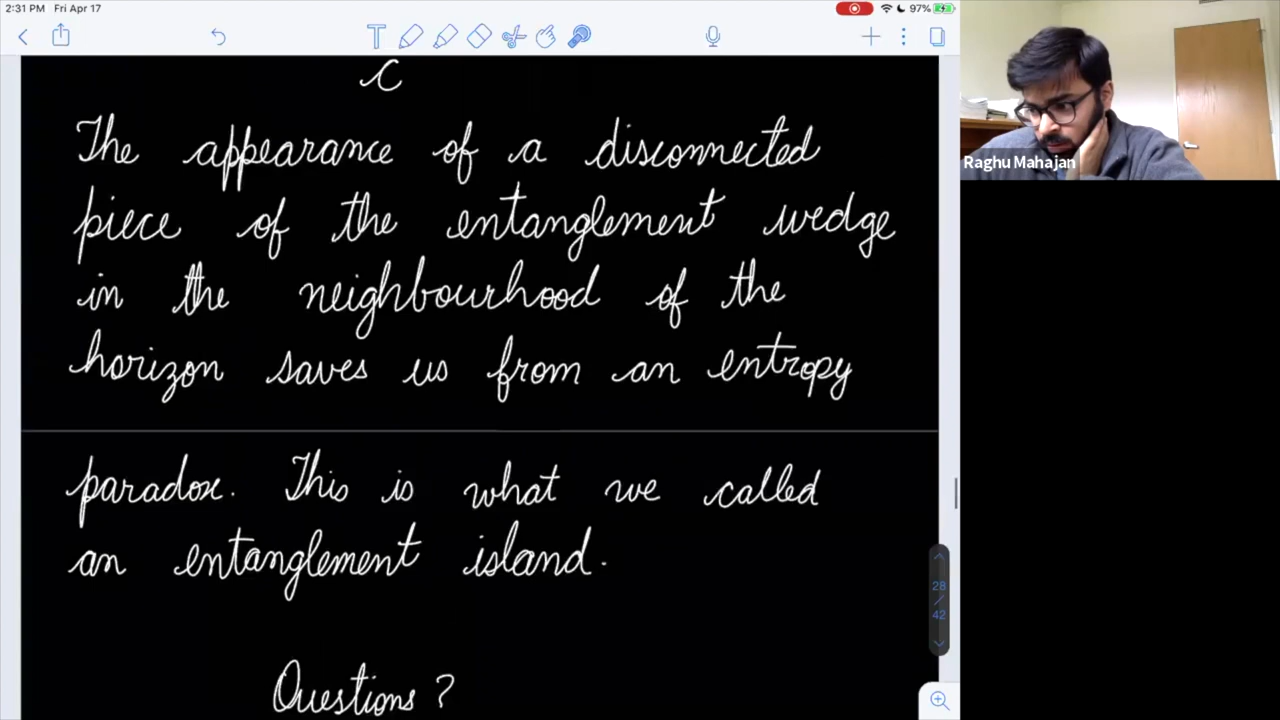 2:31 PM Fri Apr 17
97%
c
The appearance of a disconnected
piece of the entanglement wedge
in the neighbourhood of the
horizon saves us from an entropy
paradox. This is what we called
an entanglement island.
Questions?
28
/
42
Raghu Mahajan